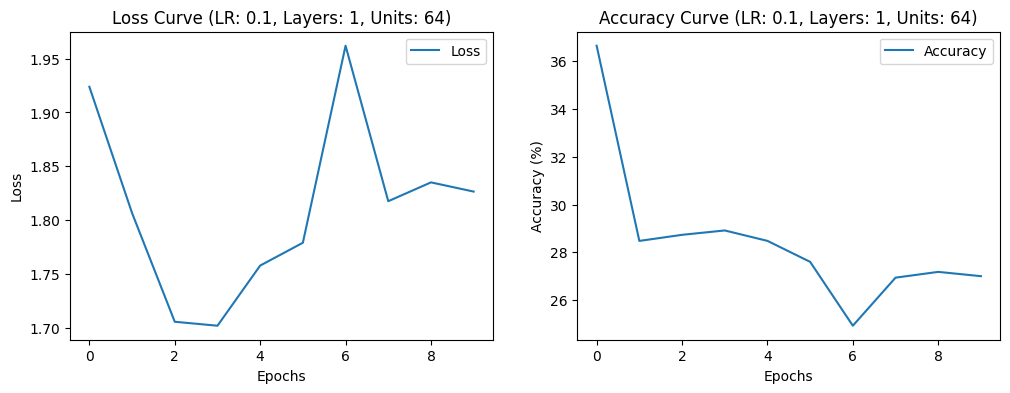 Loss Curve (LR: 0.1, Layers: 1, Units: 64)
Loss
1.95
1.90
1.85
1.80
1.75
1.70
Loss
0 2 4 6 8
Epochs
Accuracy Curve (LR: 0.1, Layers: 1, Units: 64)
Accuracy
36
34
32
30
28
26
Accuracy (%)
0 2 4 6 8
Epochs